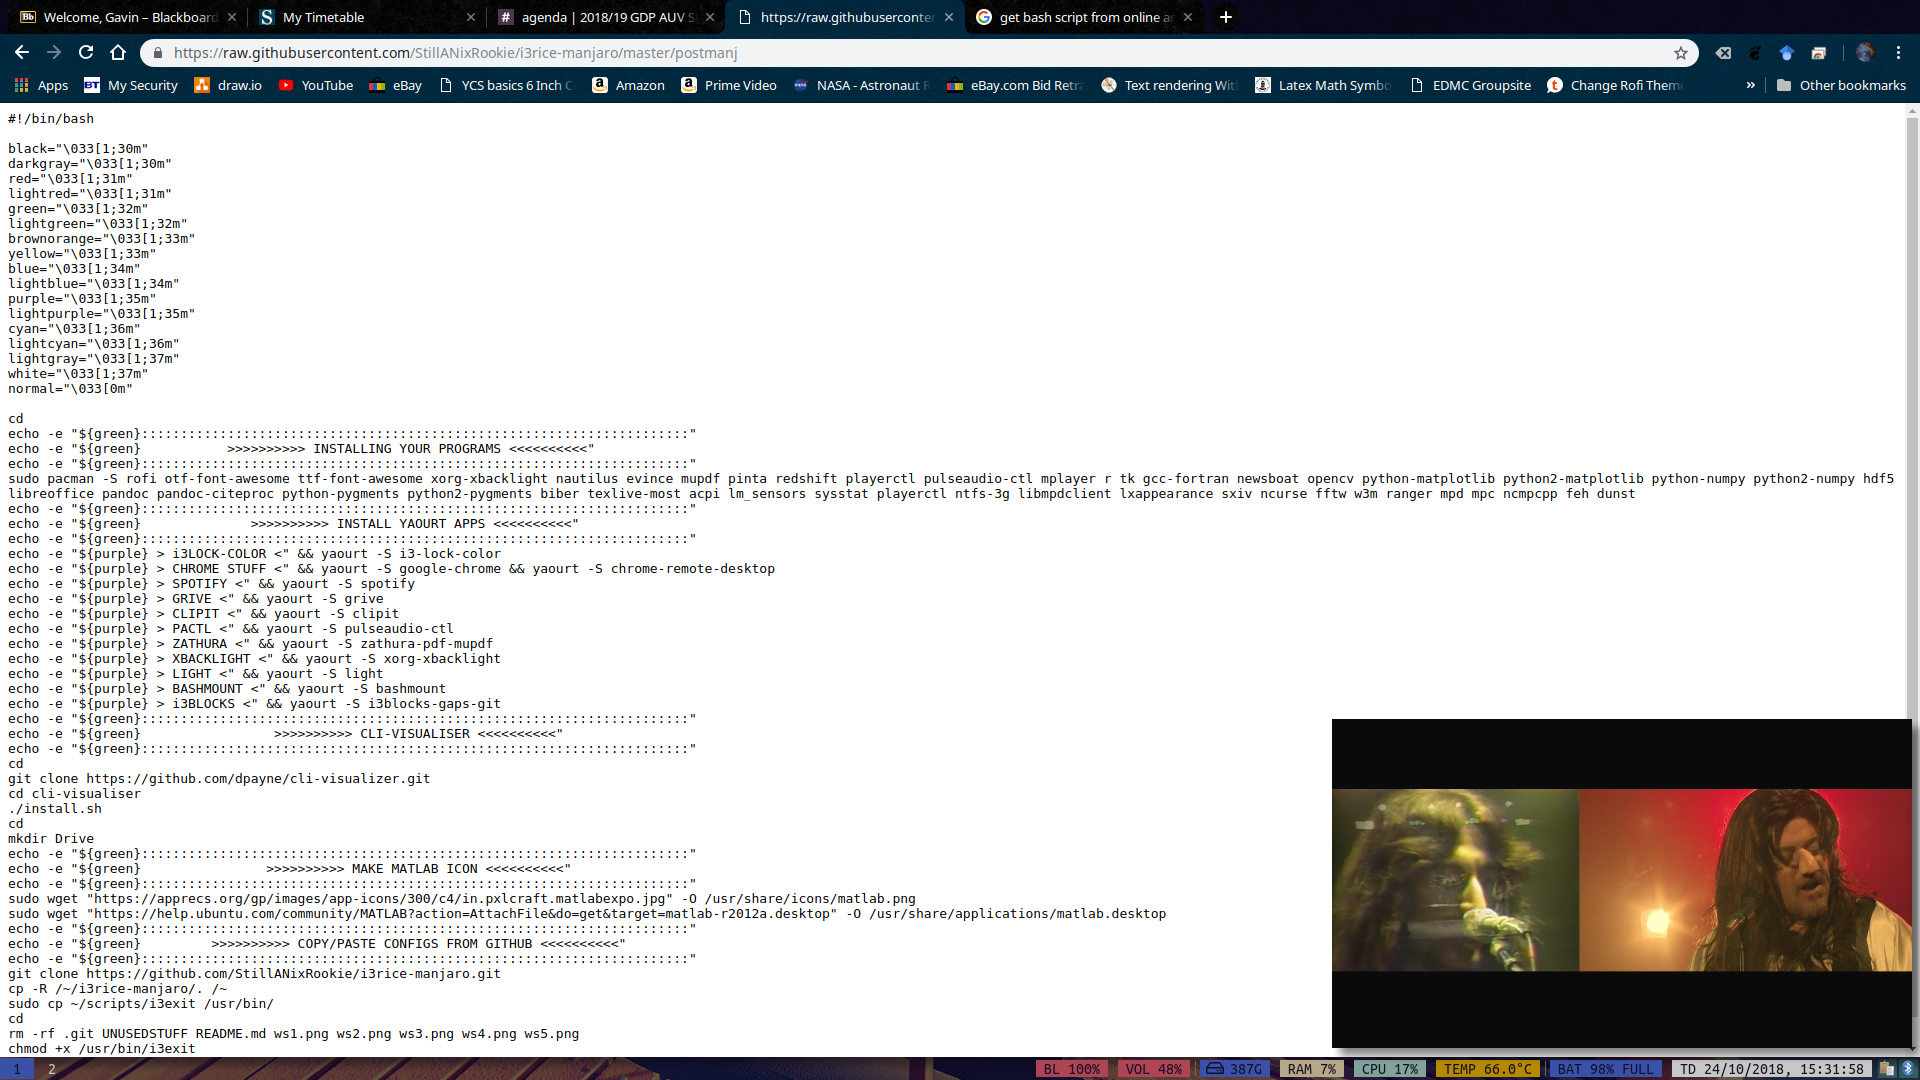 Welcome, Gavin – Blackboard
My Timetable
agenda | 2018/19 GDP AUV S
https://raw.githubuserconte
get bash script from online a
https://raw.githubusercontent.com/StillANixRookie/i3rice-manjaro/master/postmanj
Apps
My Security
draw.io
YouTube
eBay
YCS basics 6 Inch C
Amazon
Prime Video
NASA - Astronaut
eBay.com Bid Retra
Text rendering Wit
Latex Math Symbo
EDMC Groupsite
Change Rofi Them
»
Other bookmarks
#!/bin/bash
black="\033[1;30m"
darkgray="\033[1;30m"
red="\033[1;31m"
lightred="\033[1;31m"
green="\033[1;32m"
lightgreen="\033[1;32m"
brownorange="\033[1;33m"
yellow="\033[1;33m"
blue="\033[1;34m"
lightblue="\033[1;34m"
purple="\033[1;35m"
lightpurple="\033[1;35m"
cyan="\033[1;36m"
lightcyan="\033[1;36m"
lightgray="\033[1;37m"
white="\033[1;37m"
normal="\033[0m"
cd
echo -e "${green}::::::::::::::::::::::::::::::::::::::::::::::::::::::::::::::::::::::"
echo -e "${green}           >>>>>>>>>> INSTALLING YOUR PROGRAMS <<<<<<<<<<"
echo -e "${green}::::::::::::::::::::::::::::::::::::::::::::::::::::::::::::::::::::::"
sudo pacman -S rofi otf-font-awesome ttf-font-awesome xorg-xbacklight nautilus evince mupdf pinta redshift playerctl pulseaudio-ctl mplayer r tk gcc-fortran newsboat opencv python-matplotlib python2-matplotlib python-numpy python2-numpy hdf5
libreoffice pandoc pandoc-citeproc python-pygments python2-pygments biber texlive-most acpi lm_sensors sysstat playerctl ntfs-3g libmpdclient lxappearance sxiv ncurse fftw w3m ranger mpd mpc ncmpcpp feh dunst
echo -e "${green}::::::::::::::::::::::::::::::::::::::::::::::::::::::::::::::::::::::"
echo -e "${green}              >>>>>>>>>> INSTALL YAOURT APPS <<<<<<<<<<"
echo -e "${green}::::::::::::::::::::::::::::::::::::::::::::::::::::::::::::::::::::::"
echo -e "${purple} > i3LOCK-COLOR <" && yaourt -S i3-lock-color
echo -e "${purple} > CHROME STUFF <" && yaourt -S google-chrome && yaourt -S chrome-remote-desktop
echo -e "${purple} > SPOTIFY <" && yaourt -S spotify
echo -e "${purple} > GRIVE <" && yaourt -S grive
echo -e "${purple} > CLIPIT <" && yaourt -S clipit
echo -e "${purple} > PACTL <" && yaourt -S pulseaudio-ctl
echo -e "${purple} > ZATHURA <" && yaourt -S zathura-pdf-mupdf
echo -e "${purple} > XBACKLIGHT <" && yaourt -S xorg-xbacklight
echo -e "${purple} > LIGHT <" && yaourt -S light
echo -e "${purple} > BASHMOUNT <" && yaourt -S bashmount
echo -e "${purple} > i3BLOCKS <" && yaourt -S i3blocks-gaps-git
echo -e "${green}::::::::::::::::::::::::::::::::::::::::::::::::::::::::::::::::::::::"
echo -e "${green}                 >>>>>>>>>> CLI-VISUALISER <<<<<<<<<<"
echo -e "${green}::::::::::::::::::::::::::::::::::::::::::::::::::::::::::::::::::::::"
cd
git clone https://github.com/dpayne/cli-visualizer.git
cd cli-visualiser
./install.sh
cd
mkdir Drive
echo -e "${green}::::::::::::::::::::::::::::::::::::::::::::::::::::::::::::::::::::::"
echo -e "${green}                >>>>>>>>>> MAKE MATLAB ICON <<<<<<<<<<"
echo -e "${green}::::::::::::::::::::::::::::::::::::::::::::::::::::::::::::::::::::::"
sudo wget "https://apprecs.org/gp/images/app-icons/300/c4/in.pxlcraft.matlabexpo.jpg" -O /usr/share/icons/matlab.png
sudo wget "https://help.ubuntu.com/community/MATLAB?action=AttachFile&do=get&target=matlab-r2012a.desktop" -O /usr/share/applications/matlab.desktop
echo -e "${green}::::::::::::::::::::::::::::::::::::::::::::::::::::::::::::::::::::::"
echo -e "${green}         >>>>>>>>>> COPY/PASTE CONFIGS FROM GITHUB <<<<<<<<<<"
echo -e "${green}::::::::::::::::::::::::::::::::::::::::::::::::::::::::::::::::::::::"
git clone https://github.com/StillANixRookie/i3rice-manjaro.git
cp -R /~/i3rice-manjaro/. /~
sudo cp ~/scripts/i3exit /usr/bin/
cd
rm -rf .git UNUSEDSTUFF README.md ws1.png ws2.png ws3.png ws4.png ws5.png
chmod +x /usr/bin/i3exit
1
2
BL 100%
VOL 48%
387G
RAM 7%
CPU 17%
TEMP 66.0°C
BAT 98% FULL
TD 24/10/2018, 15:31:58